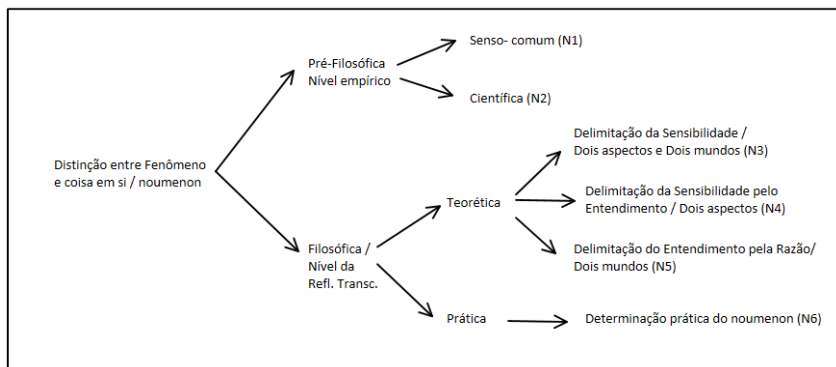 Senso- comum (N1)
Pré-Filosófica
Nível empírico
Científica (N2)
Delimitação da Sensibilidade /
Dois aspectos e Dois mundos (N3)
Distinção entre Fenômeno
e coisa em si / noumenon
Teorética
Delimitação da Sensibilidade pelo
Entendimento / Dois aspectos (N4)
Filosófica /
Nível da
Refl. Transc.
Delimitação do Entendimento pela Razão/
Dois mundos (N5)
Prática
Determinação prática do noumenon (N6)